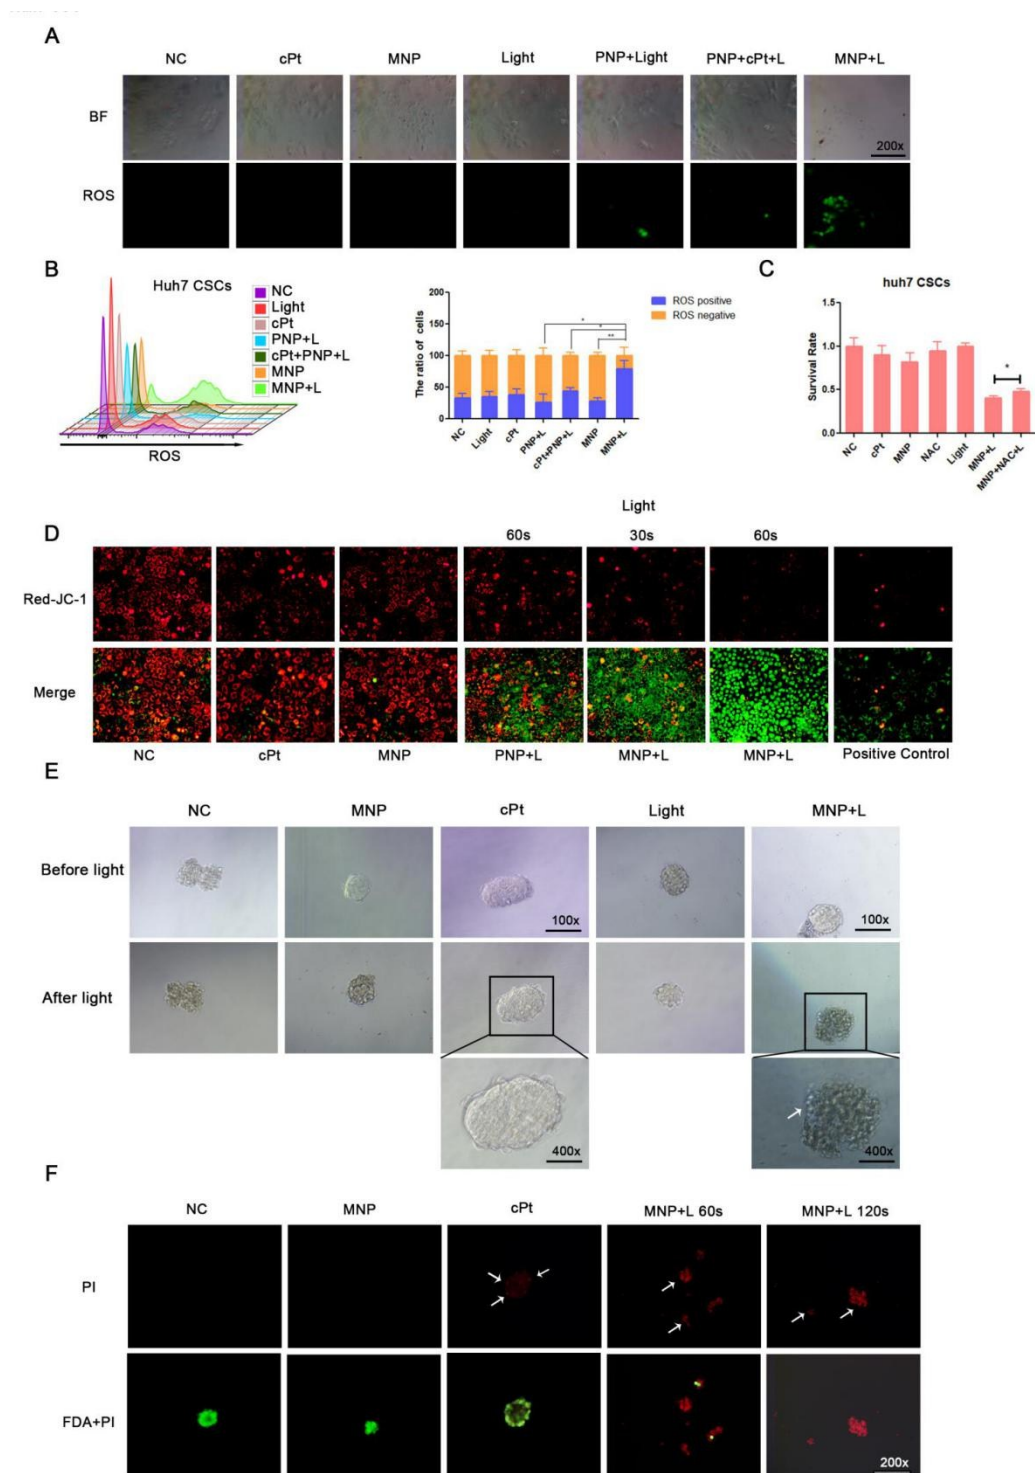 A
NC cPt MNP Light PNP+Light PNP+cPt+L MNP+L
BF
200x
ROS
B
Huh7 CSCs
NC
Light
cPt
PNP+L
cPt+PNP+L
MNP
MNP+L
ROS
The ratio of cells
200
150
100
50
0
* * **
ROS positive
ROS negative
NC Light cPt PNP+L cPt+PNP+L MNP MNP+L
C
huh7 CSCs
Survival Rate
1.5
1.0
0.5
0.0
*
NC cPt MNP NAC Light MNP+L MNP+NAC+L
Light
D
60s 30s 60s
Red-JC-1
Merge
NC cPt MNP PNP+L MNP+L MNP+L Positive Control
E
NC MNP cPt Light MNP+L
Before light
100x 100x
After light
400x 400x
F
NC MNP cPt MNP+L 60s MNP+L 120s
PI
FDA+PI
200x